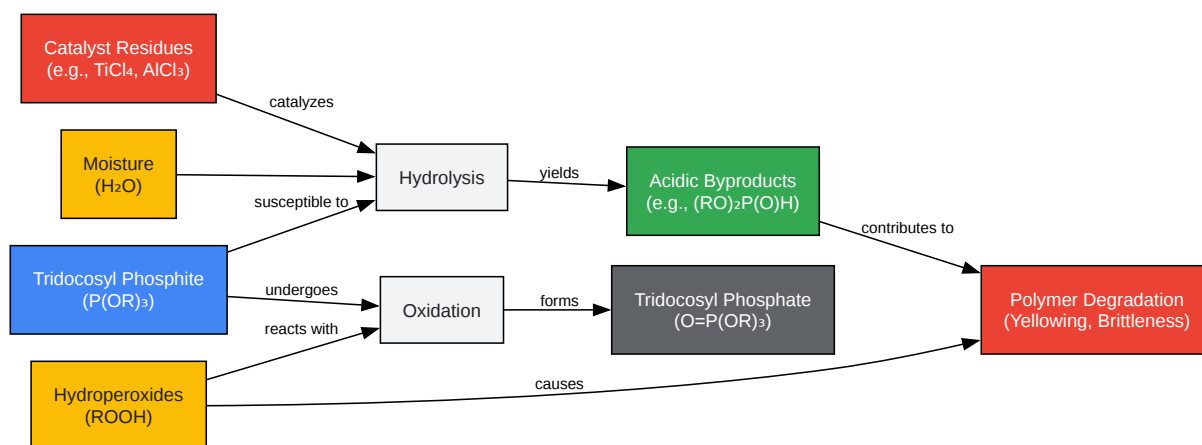 Catalyst Residues
(e.g., TiCl₄, AlCl₃)
catalyzes
Moisture
(H₂O)
Hydrolysis
yields
Acidic Byproducts
(e.g., (RO)₂P(O)H)
susceptible to
contributes to
Tridocosyl Phosphite
(P(OR)₃)
undergoes
reacts with
Oxidation
forms
Tridocosyl Phosphate
(O=P(OR)₃)
Polymer Degradation
(Yellowing, Brittleness)
Hydroperoxides
(ROOH)
causes